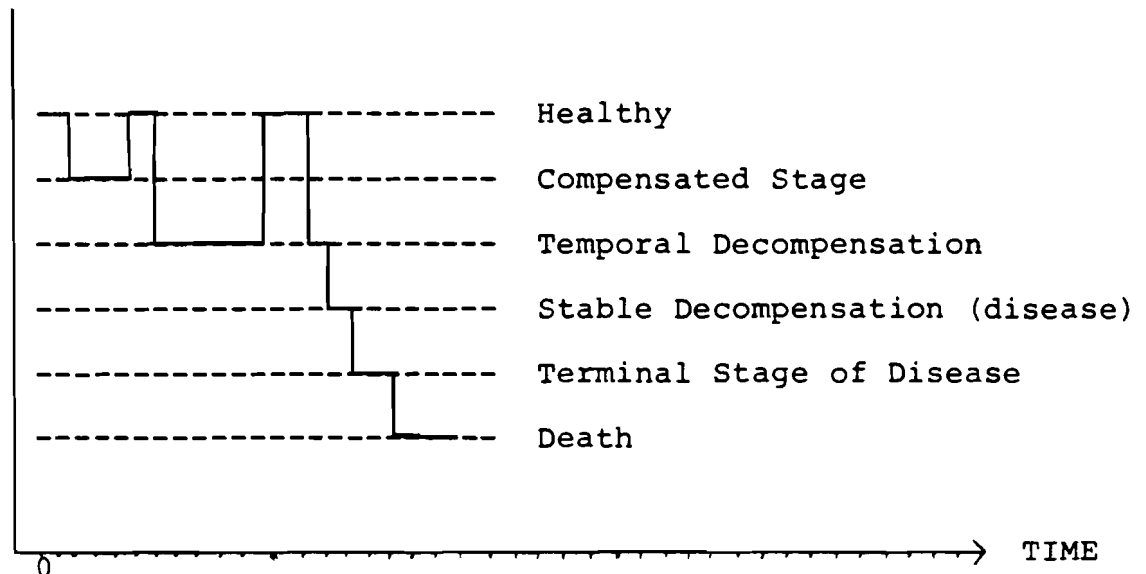 Healthy
Compensated Stage
Temporal Decompensation
Stable Decompensation (disease)
Terminal Stage of Disease
Death
TIME
0